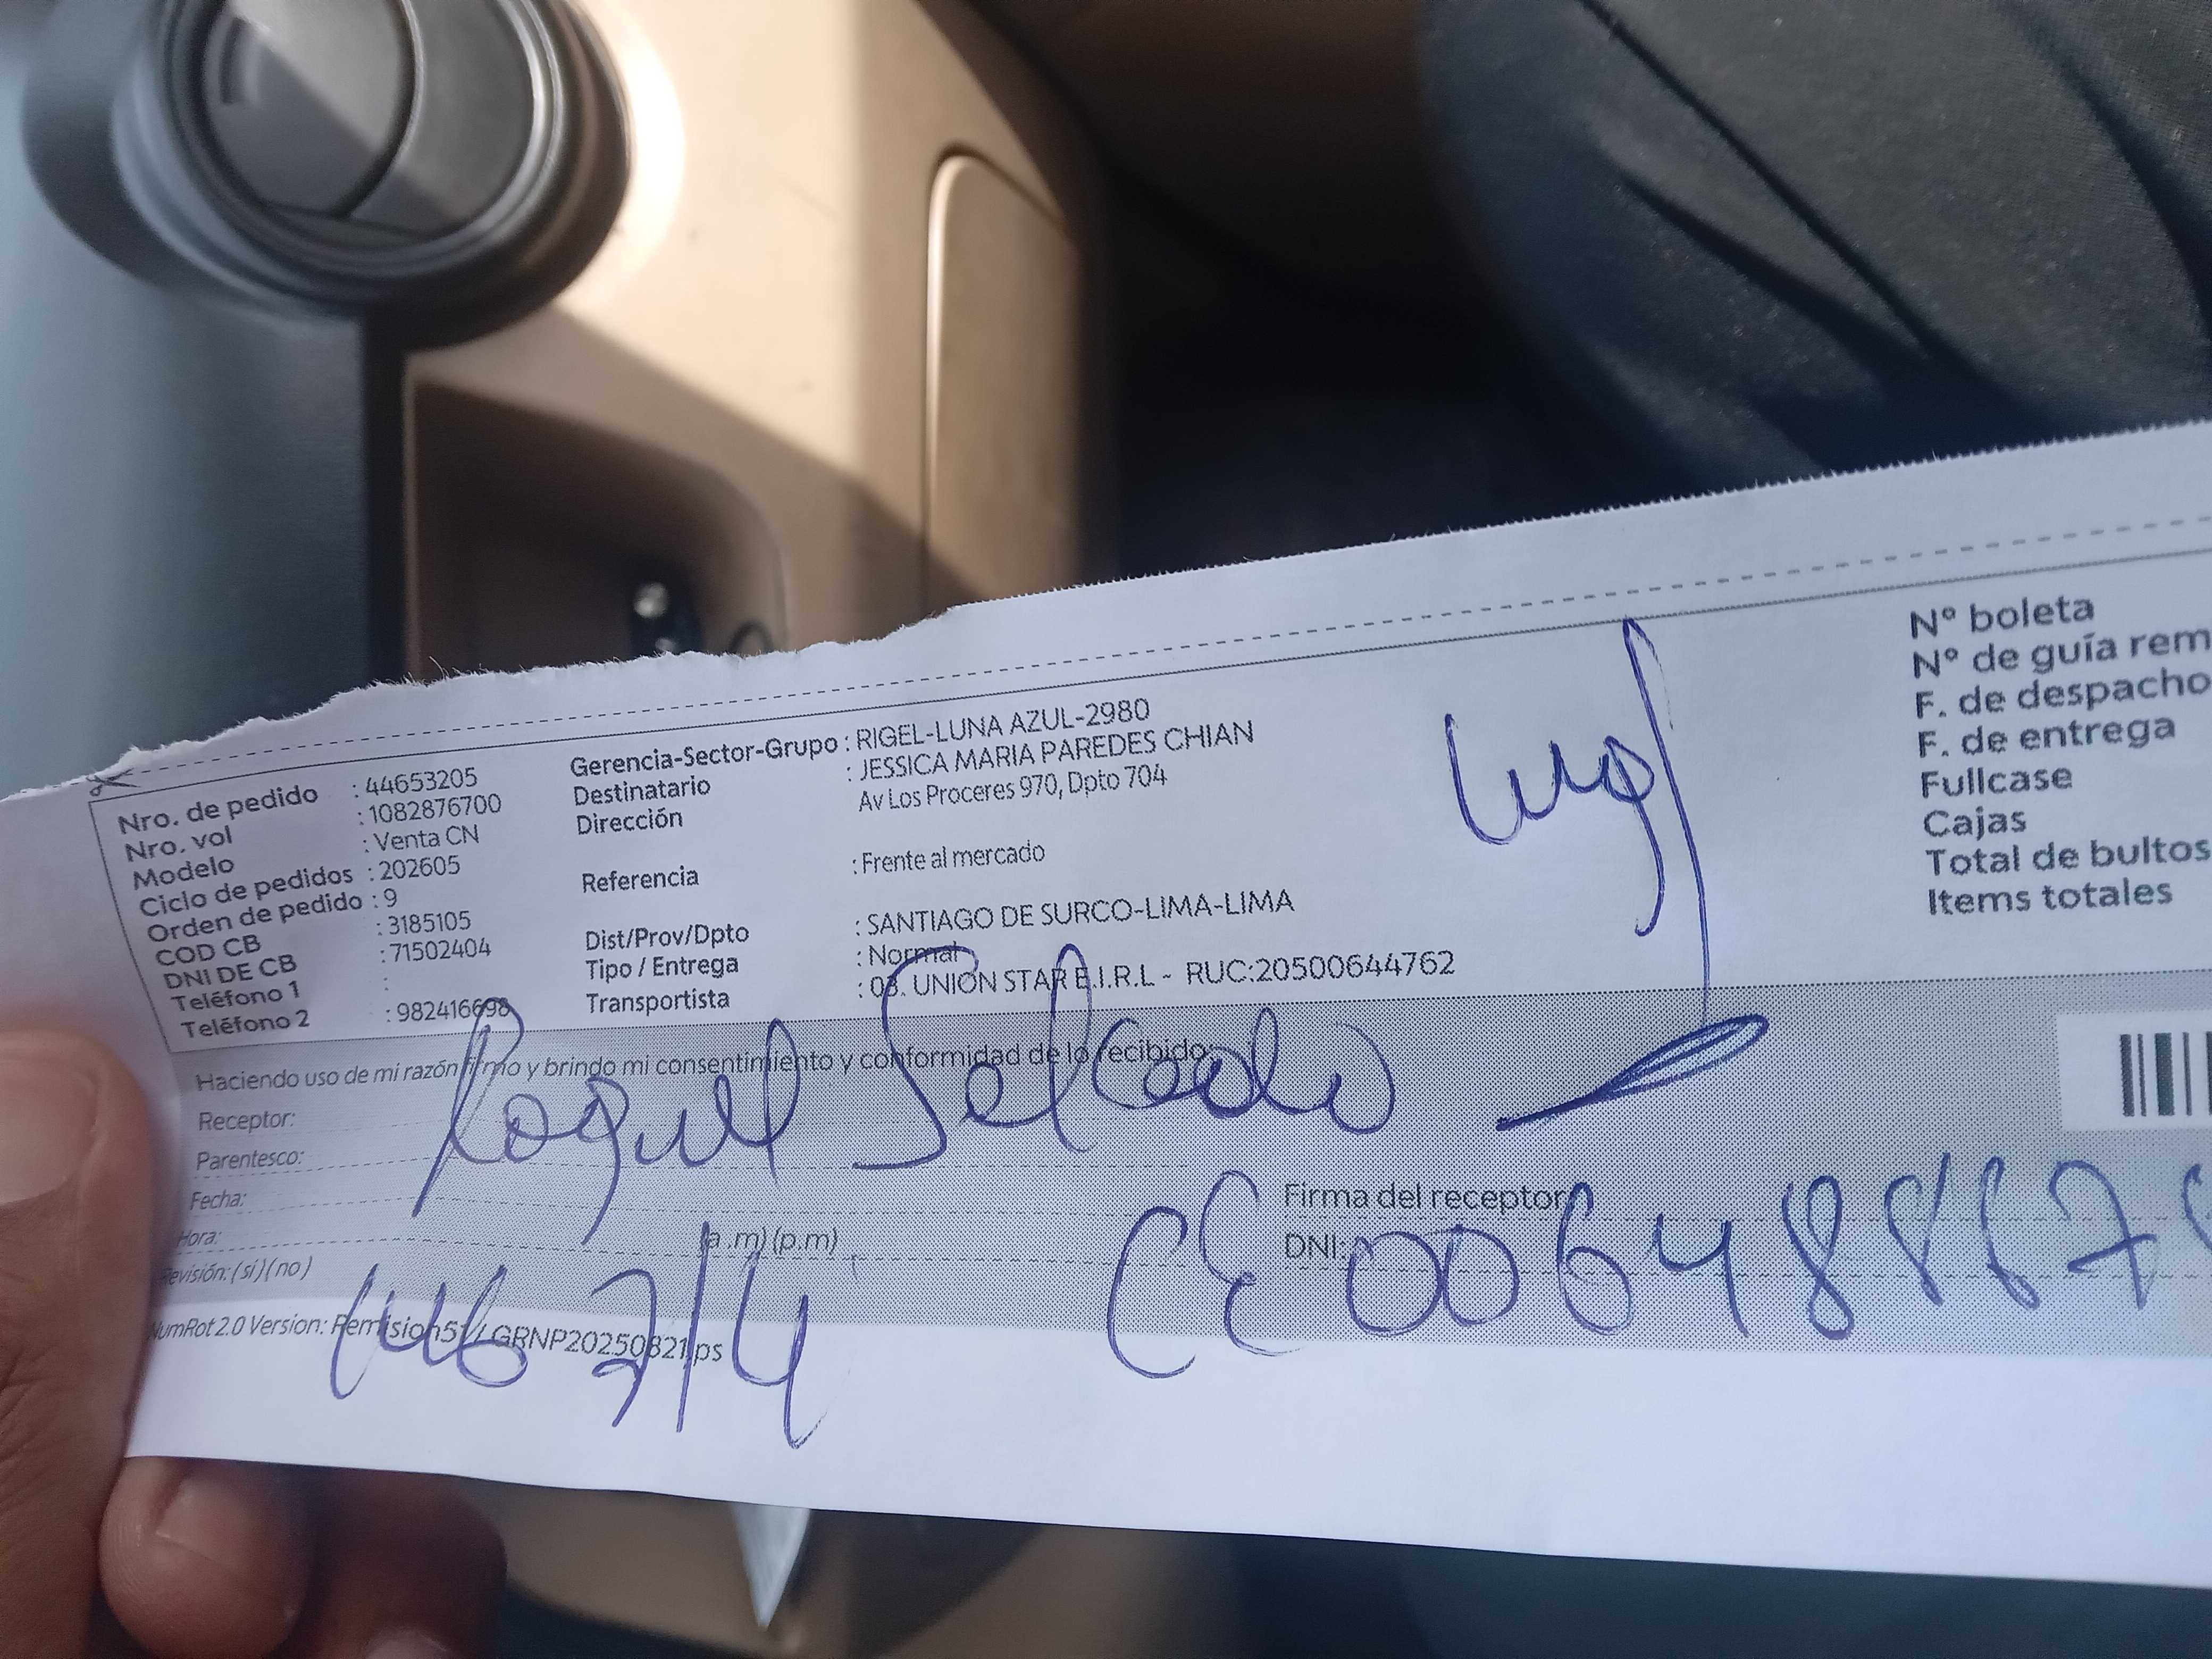 Nro. de pedido : 44653205
Nro. vol : 1082876700
Modelo : Venta CN
Ciclo de pedidos : 202605
Orden de pedido : 9
COD CB : 3185105
DNI DE CB : 71502404
Teléfono 1 :
Teléfono 2 : 982416698
Gerencia-Sector-Grupo : RIGEL-LUNA AZUL-2980
Destinatario : JESSICA MARIA PAREDES CHIAN
Dirección Av Los Proceres 970, Dpto 704
Referencia : Frente al mercado
Dist/Prov/Dpto : SANTIAGO DE SURCO-LIMA-LIMA
Tipo / Entrega : Normal
Transportista : 03. UNION STAR E.I.R.L - RUC:20500644762
N° boleta
N° de guía rem
F. de despacho
F. de entrega
Fullcase
Cajas
Total de bultos
Items totales
Haciendo uso de mi razón firmo y brindo mi consentimiento y conformidad de lo recibido:
Receptor:
Raquel Salcedo
Parentesco:
Fecha:
Firma del receptor
Hora: (a .m) (p.m)
DNI: CE 00648867
Revisión: (sí) (no)
NumRot 2.0 Version: Remision5 / GRNP20250821.ps